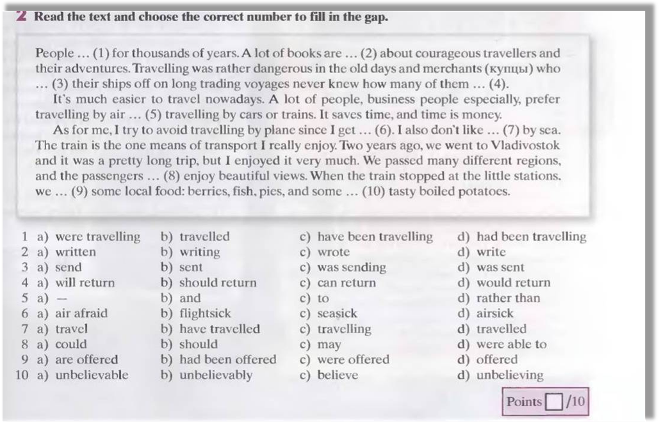 2 Read the text and choose the correct number to fill in the gap.
People ... (1) for thousands of years. A lot of books are ... (2) about courageous travellers and
their adventures. Travelling was rather dangerous in the old days and merchants (купцы) who
... (3) their ships off on long trading voyages never knew how many of them ... (4).
It's much easier to travel nowadays. A lot of people, business people especially, prefer
travelling by air ... (5) travelling by cars or trains. It saves time, and time is money.
As for me, I try to avoid travelling by plane since I get ... (6). I also don't like ... (7) by sea.
The train is the one means of transport I really enjoy. Two years ago, we went to Vladivostok
and it was a pretty long trip, but I enjoyed it very much. We passed many different regions,
and the passengers ... (8) enjoy beautiful views. When the train stopped at the little stations,
we ... (9) some local food: berries, fish, pies, and some ... (10) tasty boiled potatoes.
1 a) were travelling b) travelled c) have been travelling d) had been travelling
2 a) written b) writing c) wrote d) write
3 a) send b) sent c) was sending d) was sent
4 a) will return b) should return c) can return d) would return
5 a) — b) and c) to d) rather than
6 a) air afraid b) flightsick c) seasick d) airsick
7 a) travel b) have travelled c) travelling d) travelled
8 a) could b) should c) may d) were able to
9 a) are offered b) had been offered c) were offered d) offered
10 a) unbelievable b) unbelievably c) believe d) unbelieving
Points /10